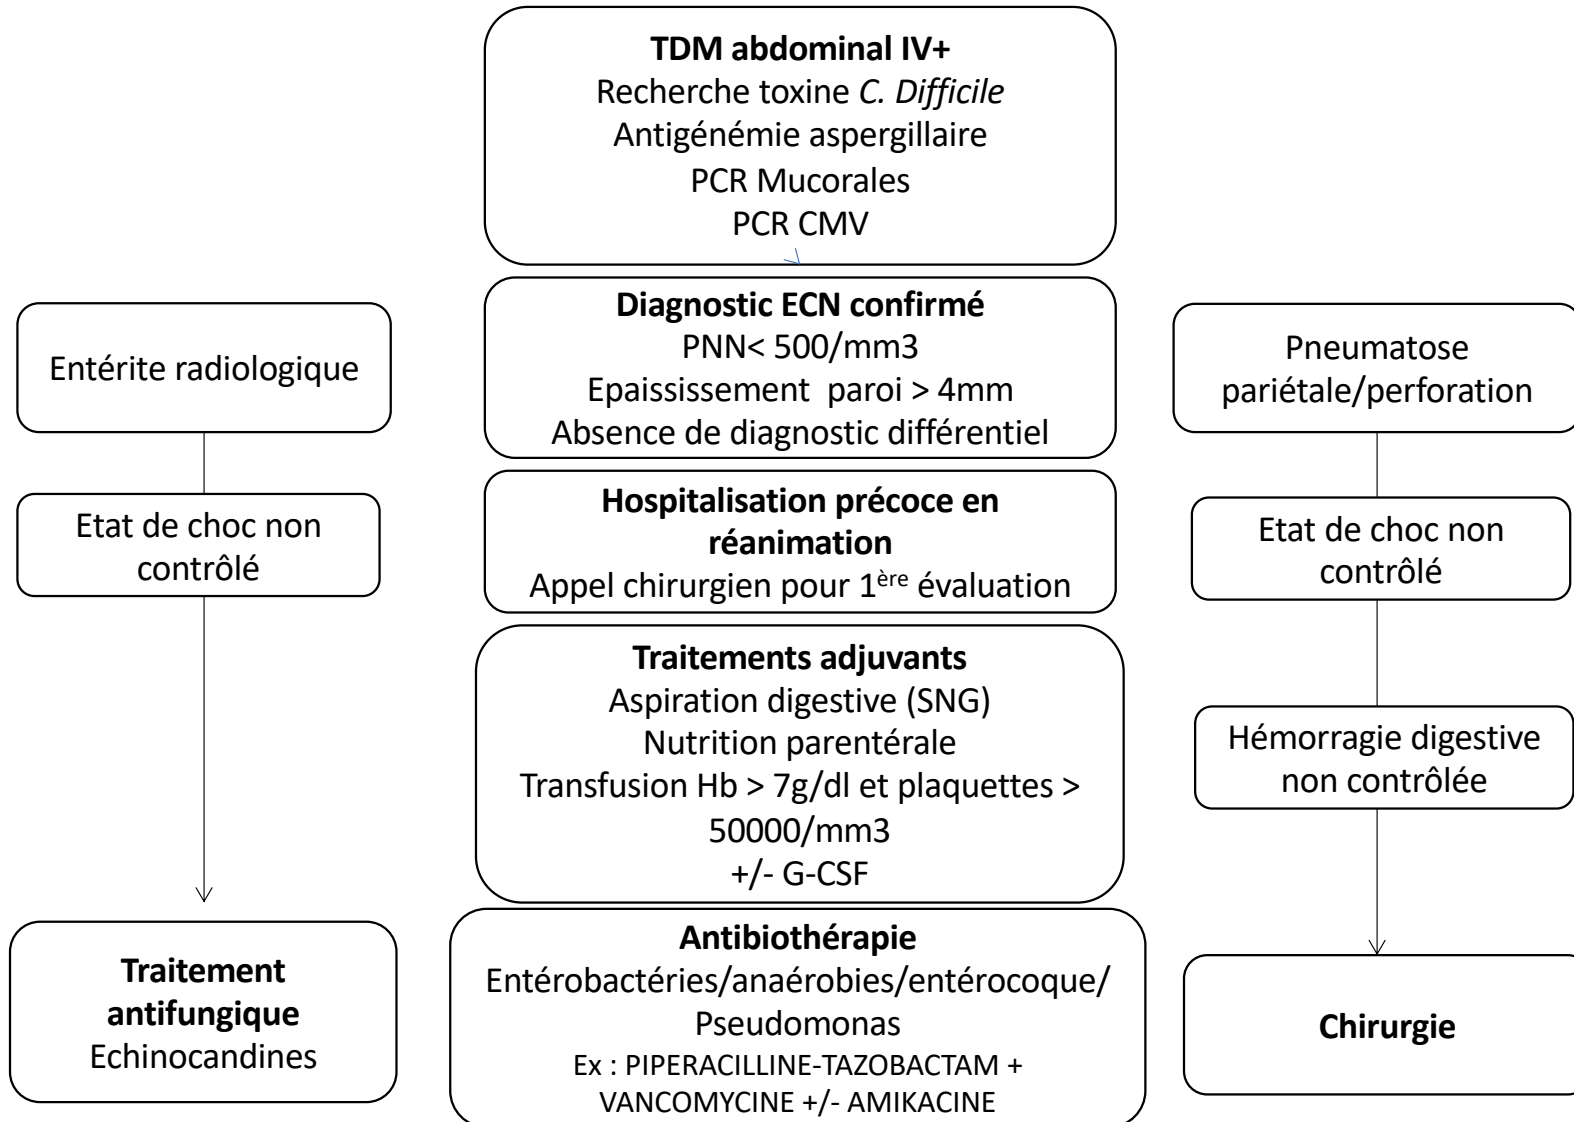 TDM abdominal IV+
Recherche toxine C. Difficile
Antigénémie aspergillaire
PCR Mucorales
PCR CMV
Diagnostic ECN confirmé
PNN< 500/mm3
Epaississement paroi > 4mm
Absence de diagnostic différentiel
Hospitalisation précoce en
réanimation
Appel chirurgien pour 1ère évaluation
Traitements adjuvants
Aspiration digestive (SNG)
Nutrition parentérale
Transfusion Hb > 7g/dl et plaquettes >
50000/mm3
+/- G-CSF
Antibiothérapie
Entérobactéries/anaérobies/entérocoque/
Pseudomonas
Ex : PIPERACILLINE-TAZOBACTAM +
VANCOMYCINE +/- AMIKACINE
Entérite radiologique
Etat de choc non
contrôlé
Traitement
antifungique
Echinocandines
Pneumatose
pariétale/perforation
Etat de choc non
contrôlé
Hémorragie digestive
non contrôlée
Chirurgie